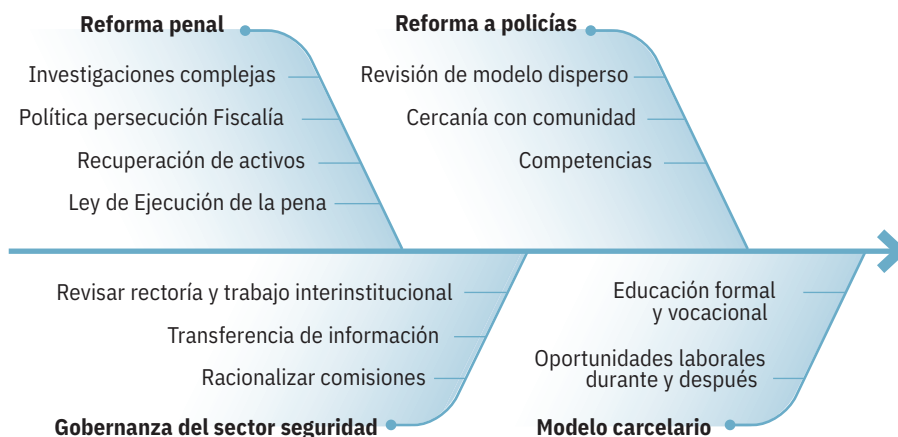 Reforma penal
Investigaciones complejas
Política persecución Fiscalía
Recuperación de activos
Ley de Ejecución de la pena
Reforma a policías
Revisión de modelo disperso
Cercanía con comunidad
Competencias
Revisar rectoría y trabajo interinstitucional
Transferencia de información
Racionalizar comisiones
Gobernanza del sector seguridad
Educación formal
y vocacional
Oportunidades laborales
durante y después
Modelo carcelario